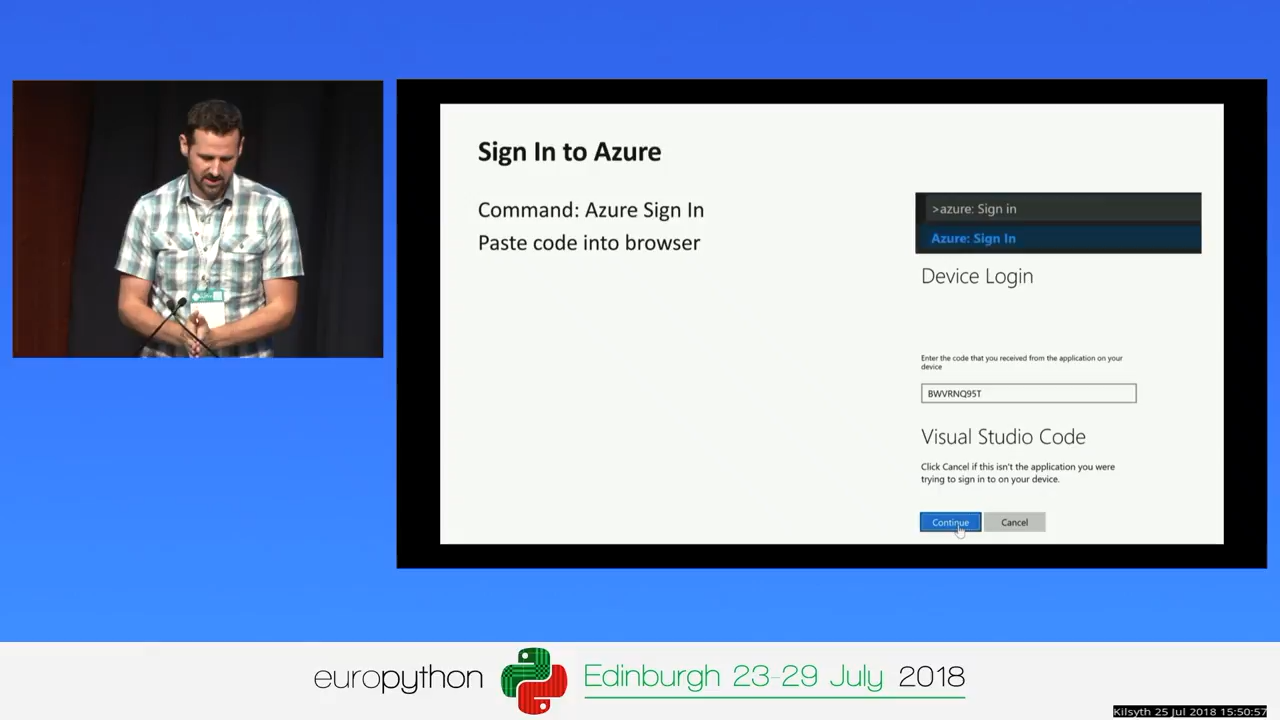 Sign In to Azure
Command: Azure Sign In
Paste code into browser
>azure: Sign in
Azure: Sign In
Device Login
Enter the code that you received from the application on your
device
BWVRNQ95T
Visual Studio Code
Click Cancel if this isn't the application you were
trying to sign in to on your device.
Continue
Cancel
europython
Edinburgh 23-29 July 2018
Kilsyth 25 Jul 2018 15:50:57